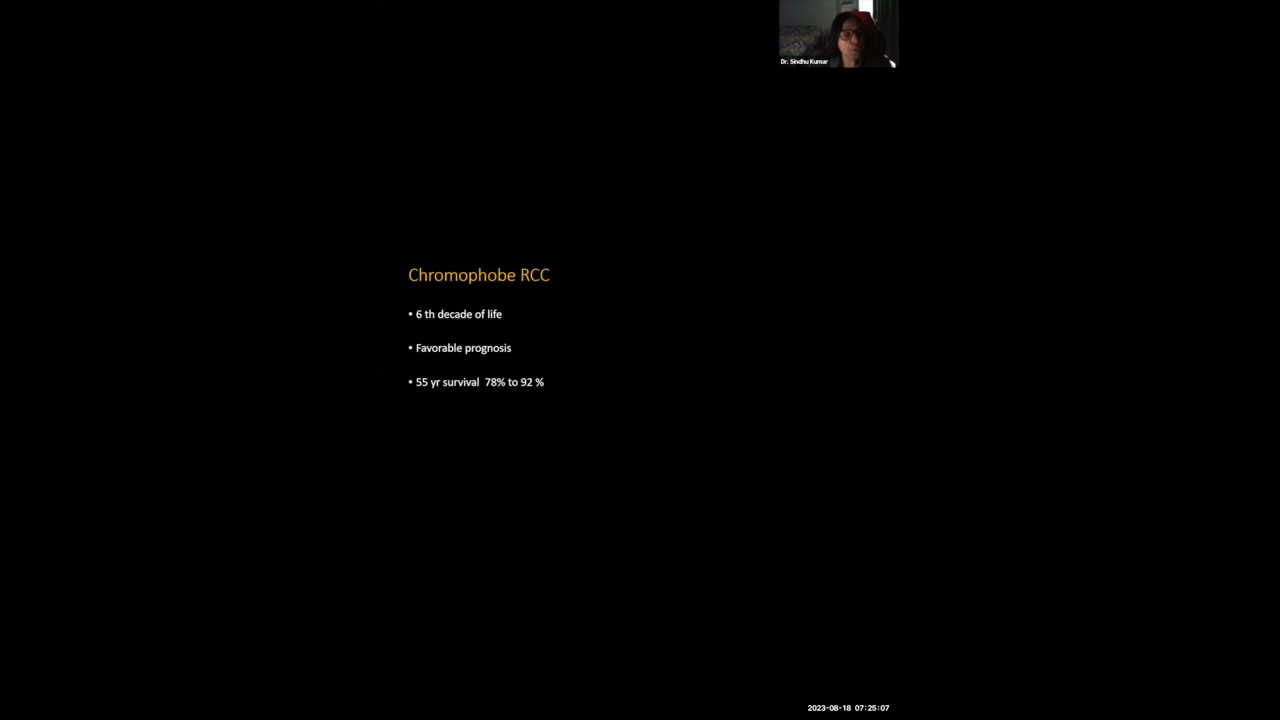 Dr. Sindhu Kumar
Chromophobe RCC
• 6 th decade of life
• Favorable prognosis
• 55 yr survival 78% to 92 %
2023-08-18 07:25:07